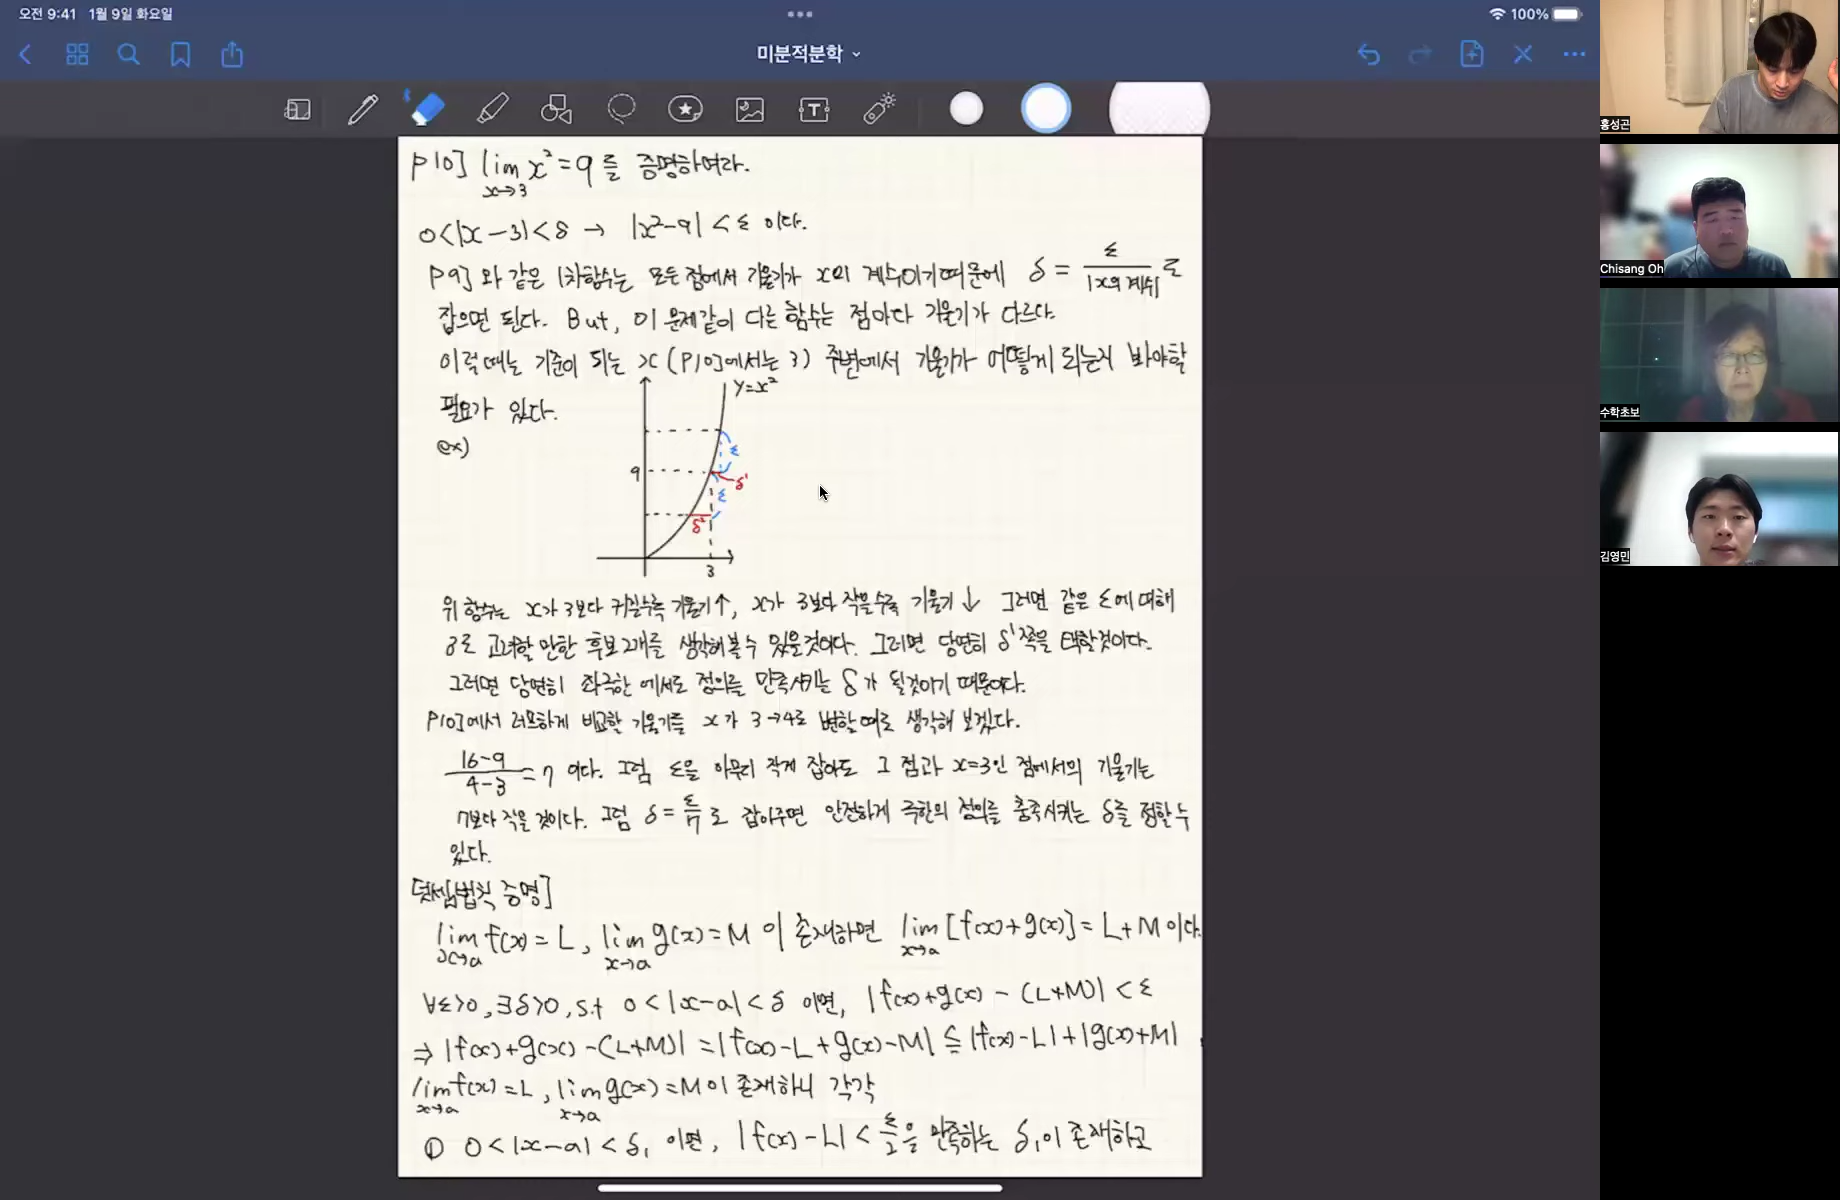 오전 9:41 1월 9일 화요일
100%
미분적분학
P10] lim x→3 x² = 9 를 증명하여라.
0<|x-3|<δ → |x²-9| < ε 이다.
P9] 와 같은 1차함수는 모든 점에서 기울기가 x의 계수이기때문에 δ = ε/|x의 계수| 로
잡으면 된다. But, 이 문제같이 다른 함수는 점마다 기울기가 다르다.
이럴때는 기준이 되는 x (P10]에서는 3) 주변에서 기울기가 어떻게 되는지 봐야할
필요가 있다.
ex)
y=x²
ε
9
δ¹
ε
δ²
3
위 함수는 x가 3보다 커질수록 기울기↑, x가 3보다 작을수록 기울기↓ 그러면 같은 ε에 대해
δ로 고려할 만한 후보 2개를 생각해볼수 있을것이다. 그러면 당연히 δ¹쪽을 택할것이다.
그러면 당연히 좌극한 에서도 정의를 만족시키는 δ가 될것이기 때문이다.
P10]에서 러프하게 비교할 기울기를 x가 3→4로 변할 때로 생각해 보겠다.
16-9/4-3 = 7 이다. 그럼 ε을 아무리 작게 잡아도 그 점과 x=3인 점에서의 기울기는
7보다 작을 것이다. 그럼 δ = ε/7 로 잡아주면 안전하게 극한의 정의를 충족시키는 δ를 정할 수
있다.
덧셈법칙 증명]
lim x→a f(x) = L, lim x→a g(x) = M 이 존재하면 lim x→a [f(x)+g(x)] = L+M 이다.
∀ε>0, ∃δ>0, s.t 0<|x-a|<δ 이면, |f(x)+g(x) - (L+M)| < ε
⇒ |f(x)+g(x) -(L+M)| = |f(x)-L + g(x)-M| ≤ |f(x)-L| + |g(x)+M|
lim x→a f(x) = L, lim x→a g(x) = M 이 존재하니 각각
① 0<|x-a|<δ₁ 이면, |f(x)-L| < ε/2 을 만족하는 δ₁이 존재하고
홍성곤
Chisang Oh
수학초보
김영민